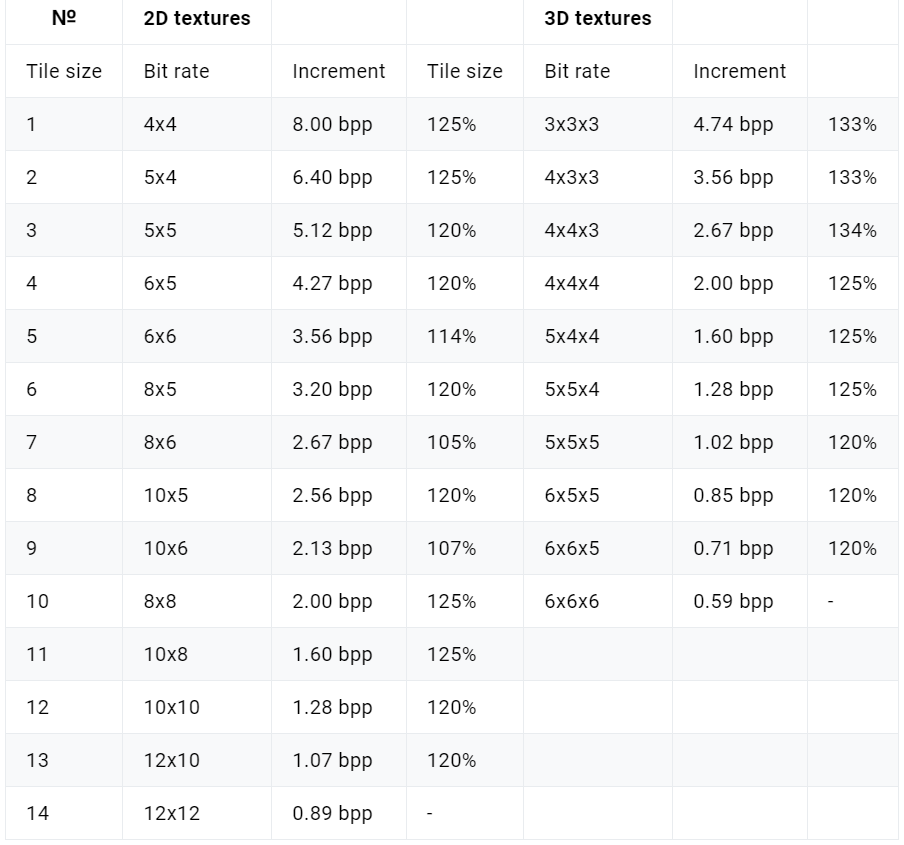 № 2D textures 3D textures
Tile size Bit rate Increment Tile size Bit rate Increment
1 4x4 8.00 bpp 125% 3x3x3 4.74 bpp 133%
2 5x4 6.40 bpp 125% 4x3x3 3.56 bpp 133%
3 5x5 5.12 bpp 120% 4x4x3 2.67 bpp 134%
4 6x5 4.27 bpp 120% 4x4x4 2.00 bpp 125%
5 6x6 3.56 bpp 114% 5x4x4 1.60 bpp 125%
6 8x5 3.20 bpp 120% 5x5x4 1.28 bpp 125%
7 8x6 2.67 bpp 105% 5x5x5 1.02 bpp 120%
8 10x5 2.56 bpp 120% 6x5x5 0.85 bpp 120%
9 10x6 2.13 bpp 107% 6x6x5 0.71 bpp 120%
10 8x8 2.00 bpp 125% 6x6x6 0.59 bpp -
11 10x8 1.60 bpp 125%
12 10x10 1.28 bpp 120%
13 12x10 1.07 bpp 120%
14 12x12 0.89 bpp -